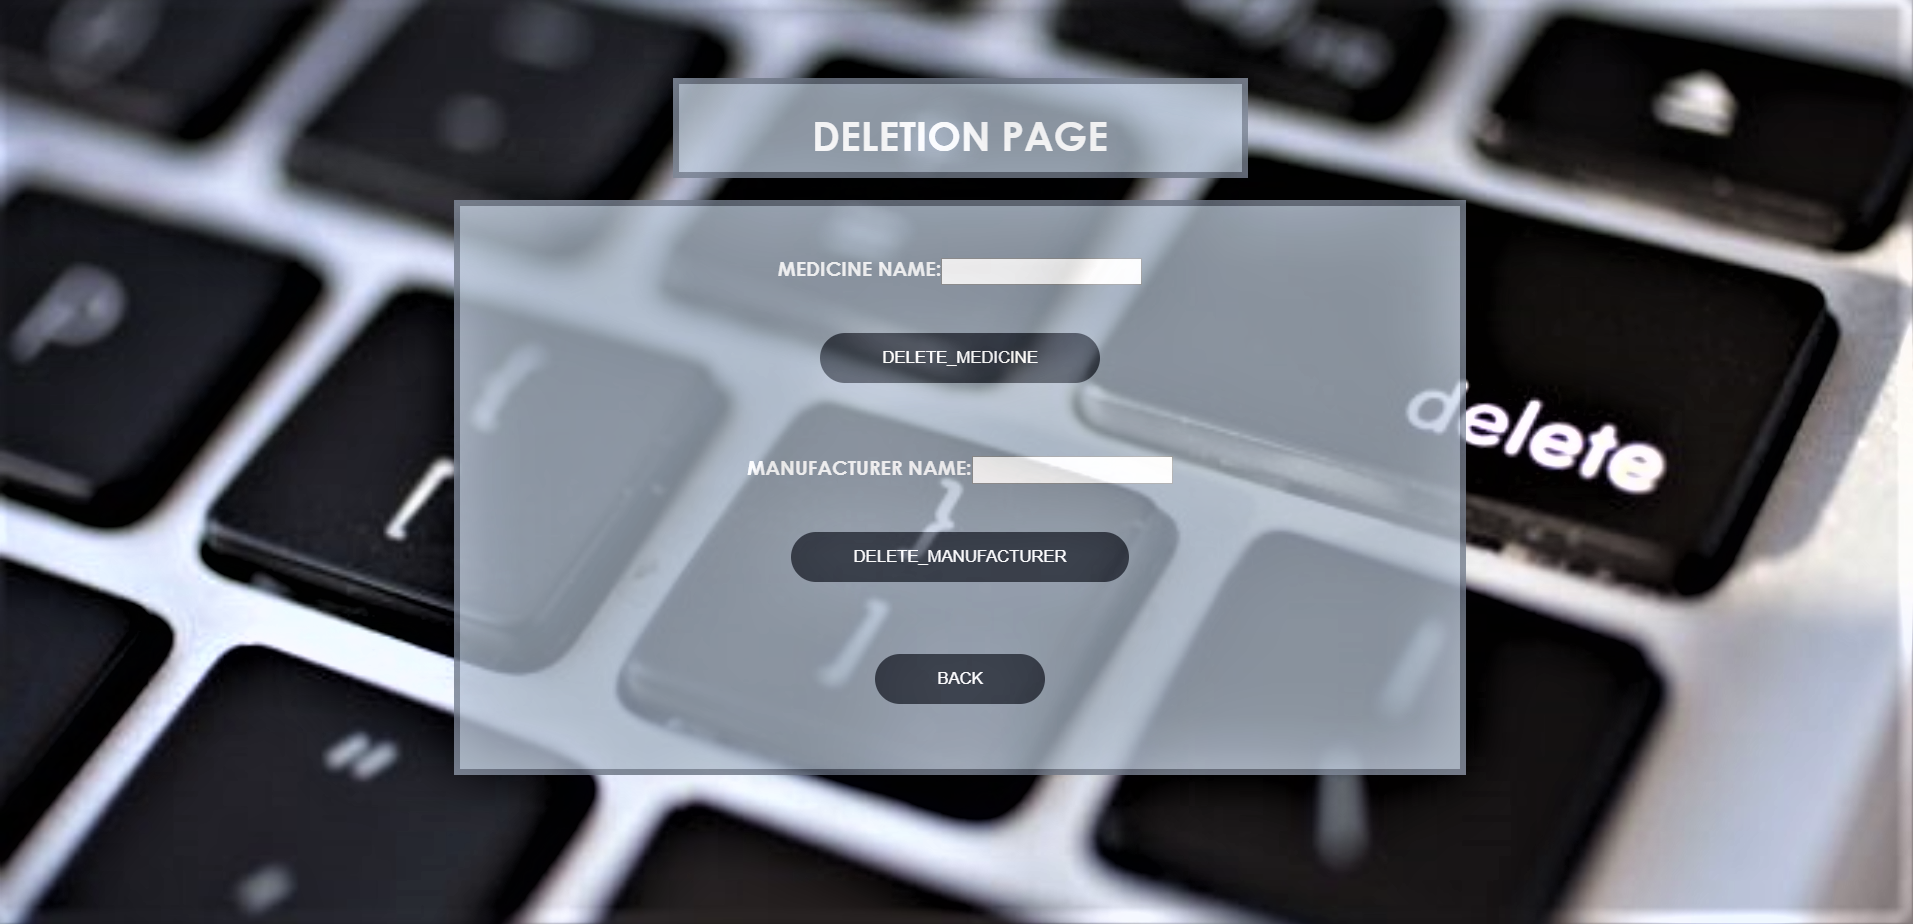 DELETION PAGE
MEDICINE NAME:
DELETE_MEDICINE
delete
MANUFACTURER NAME:
DELETE_MANUFACTURER
BACK